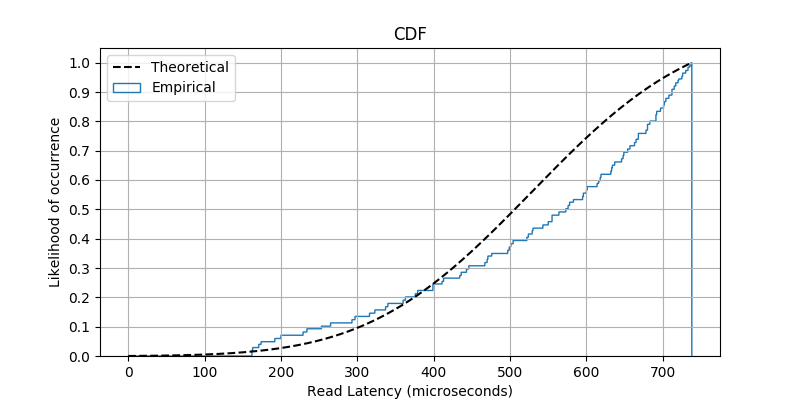 CDF
Theoretical
Empirical
Likelihood of occurrence
1.0
0.9
0.8
0.7
0.6
0.5
0.4
0.3
0.2
0.1
0.0
0 100 200 300 400 500 600 700
Read Latency (microseconds)